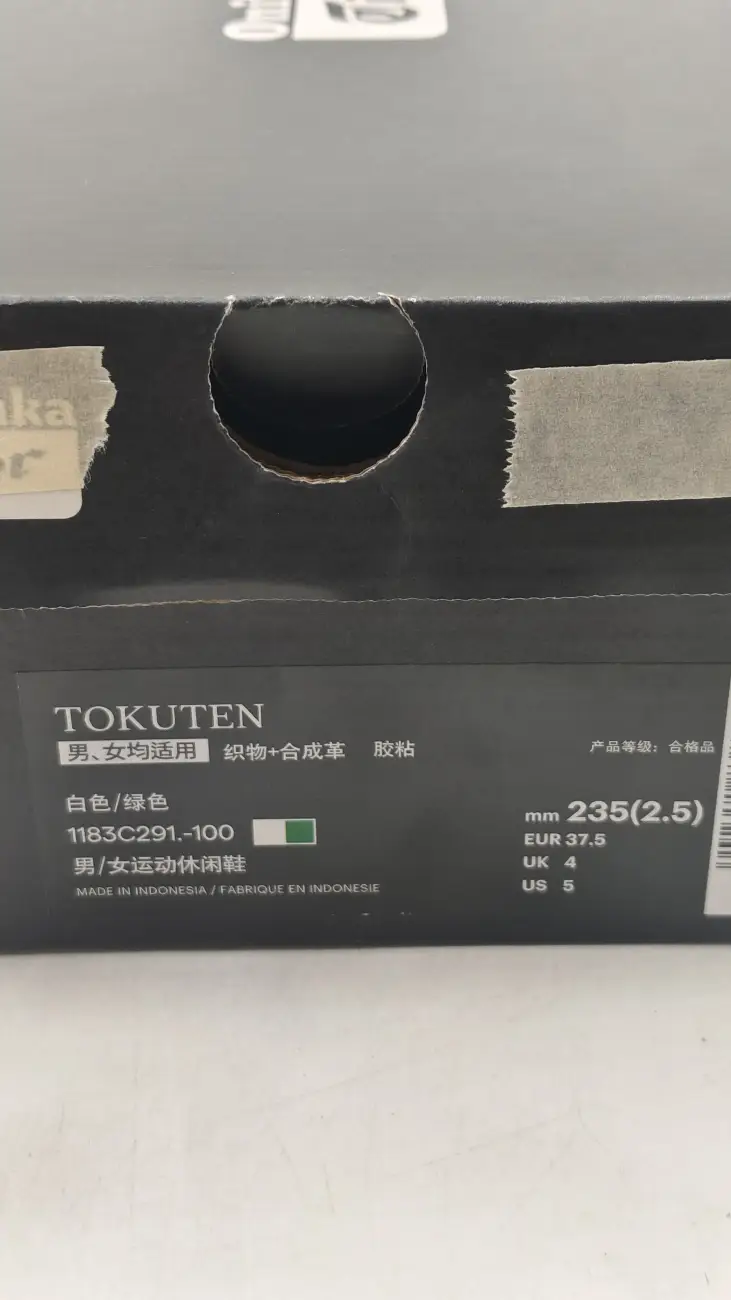 TOKUTEN
男、女均适用 织物+合成革 胶粘
产品等级：合格品
白色/绿色
1183C291.-100
男/女运动休闲鞋
MADE IN INDONESIA / FABRIQUE EN INDONESIE
mm 235(2.5)
EUR 37.5
UK 4
US 5